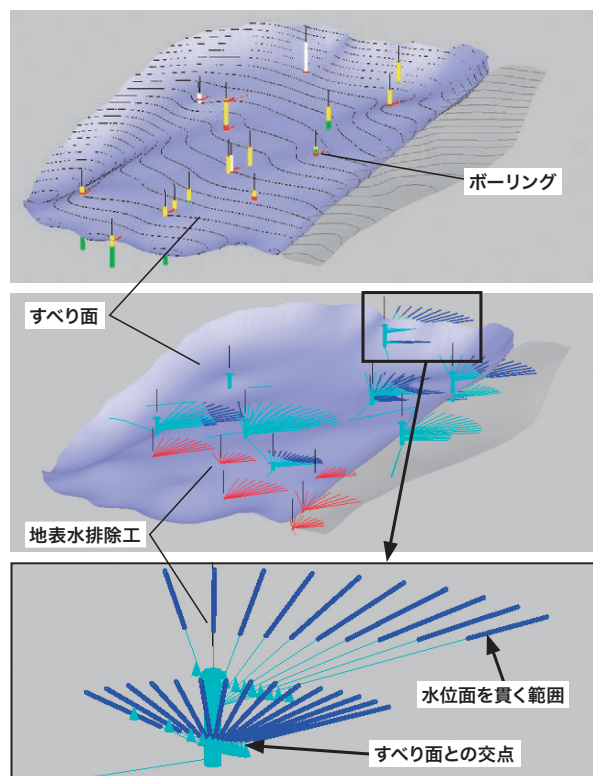 ボーリング
すべり面
地表水排除工
水位面を貫く範囲
すべり面との交点